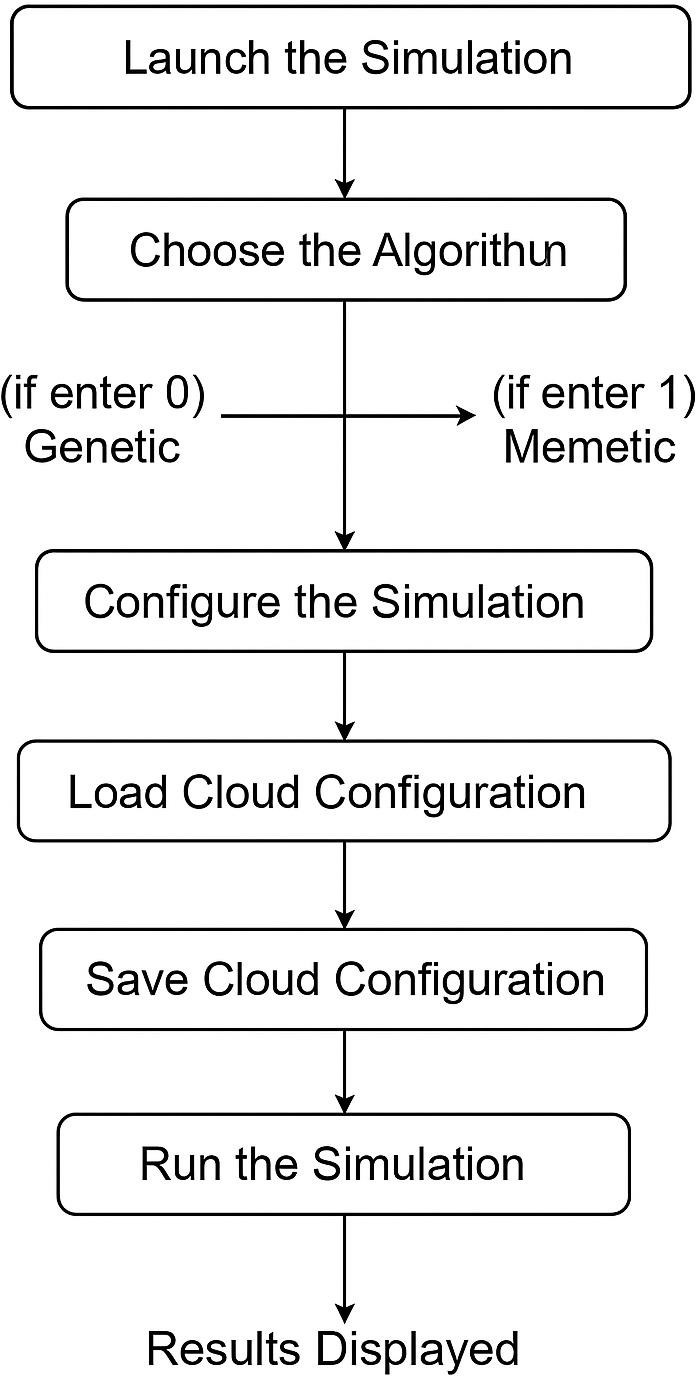 Launch the Simulation
Choose the Algorithun
(if enter 0)
Genetic
(if enter 1)
Memetic
Configure the Simulation
Load Cloud Configuration
Save Cloud Configuration
Run the Simulation
Results Displayed